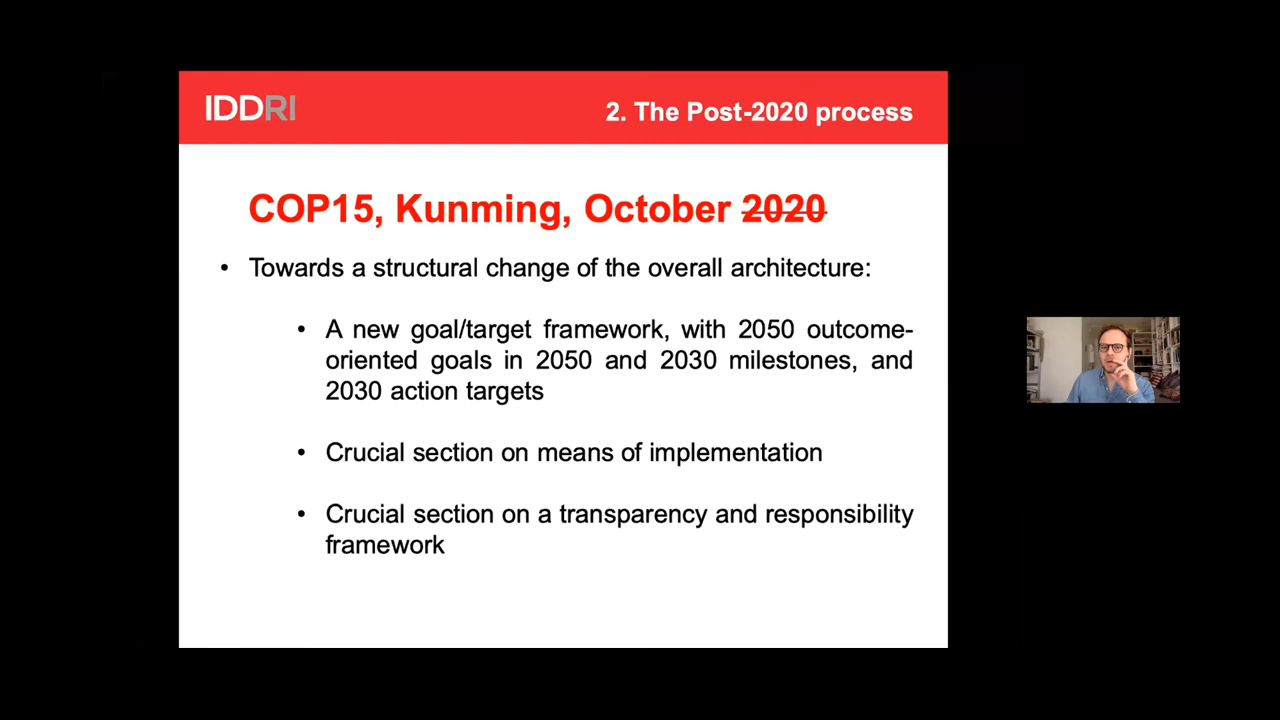 IDDRI
2. The Post-2020 process
COP15, Kunming, October 2020
• Towards a structural change of the overall architecture:
• A new goal/target framework, with 2050 outcome-
oriented goals in 2050 and 2030 milestones, and
2030 action targets
• Crucial section on means of implementation
• Crucial section on a transparency and responsibility
framework